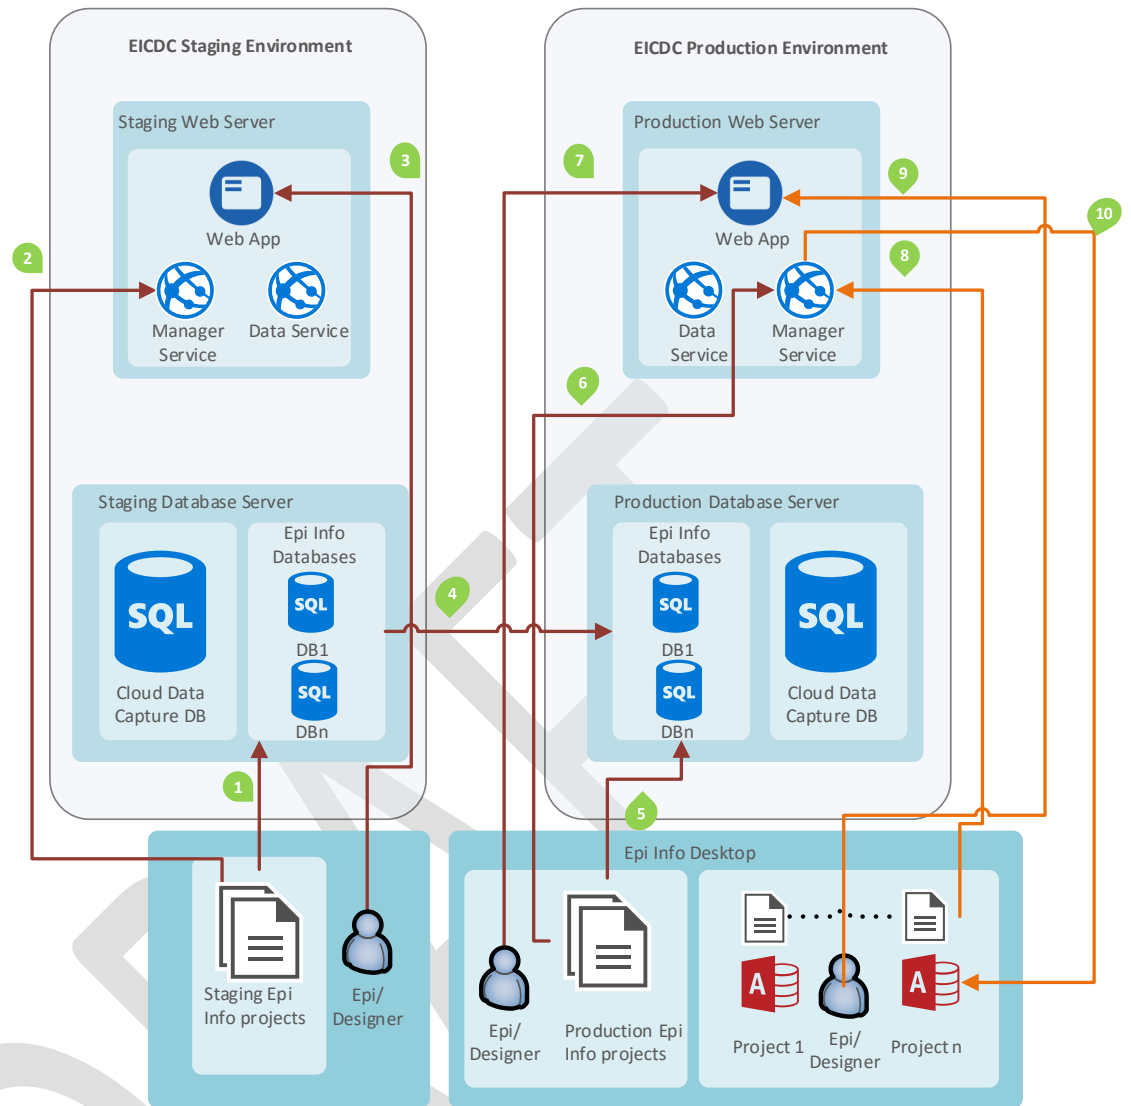 EICDC Staging Environment
Staging Web Server
3
Web App
2
Manager
Service
Data Service
Staging Database Server
SQL
Cloud Data
Capture DB
Epi Info
Databases
SQL
DB1
SQL
DBn
4
1
Staging Epi
Info projects
Epi/
Designer
EICDC Production Environment
Production Web Server
7
9
10
Web App
8
Data
Service
Manager
Service
6
Production Database Server
Epi Info
Databases
SQL
DB1
SQL
DBn
SQL
Cloud Data
Capture DB
5
Epi Info Desktop
Epi/
Designer
Production Epi
Info projects
A
Project 1
Epi/
Designer
A
Project n